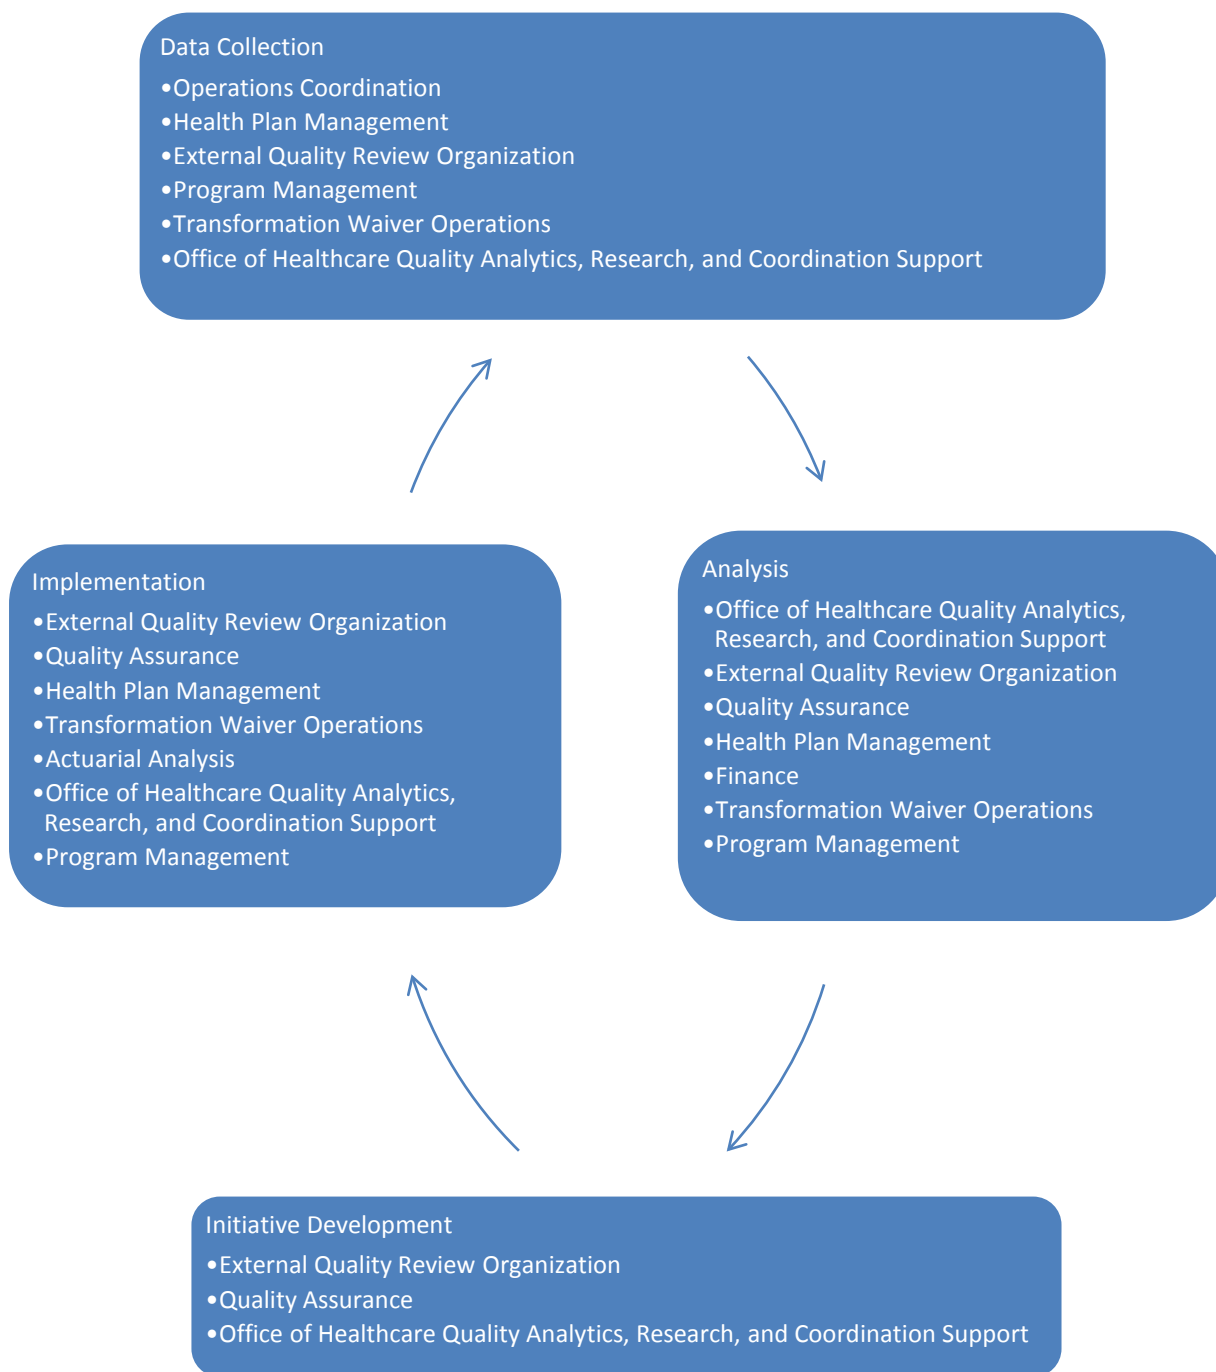 Data Collection
•Operations Coordination
•Health Plan Management
•External Quality Review Organization
•Program Management
•Transformation Waiver Operations
•Office of Healthcare Quality Analytics, Research, and Coordination Support
Implementation
•External Quality Review Organization
•Quality Assurance
•Health Plan Management
•Transformation Waiver Operations
•Actuarial Analysis
•Office of Healthcare Quality Analytics,
Research, and Coordination Support
•Program Management
Analysis
•Office of Healthcare Quality Analytics,
Research, and Coordination Support
•External Quality Review Organization
•Quality Assurance
•Health Plan Management
•Finance
•Transformation Waiver Operations
•Program Management
Initiative Development
•External Quality Review Organization
•Quality Assurance
•Office of Healthcare Quality Analytics, Research, and Coordination Support